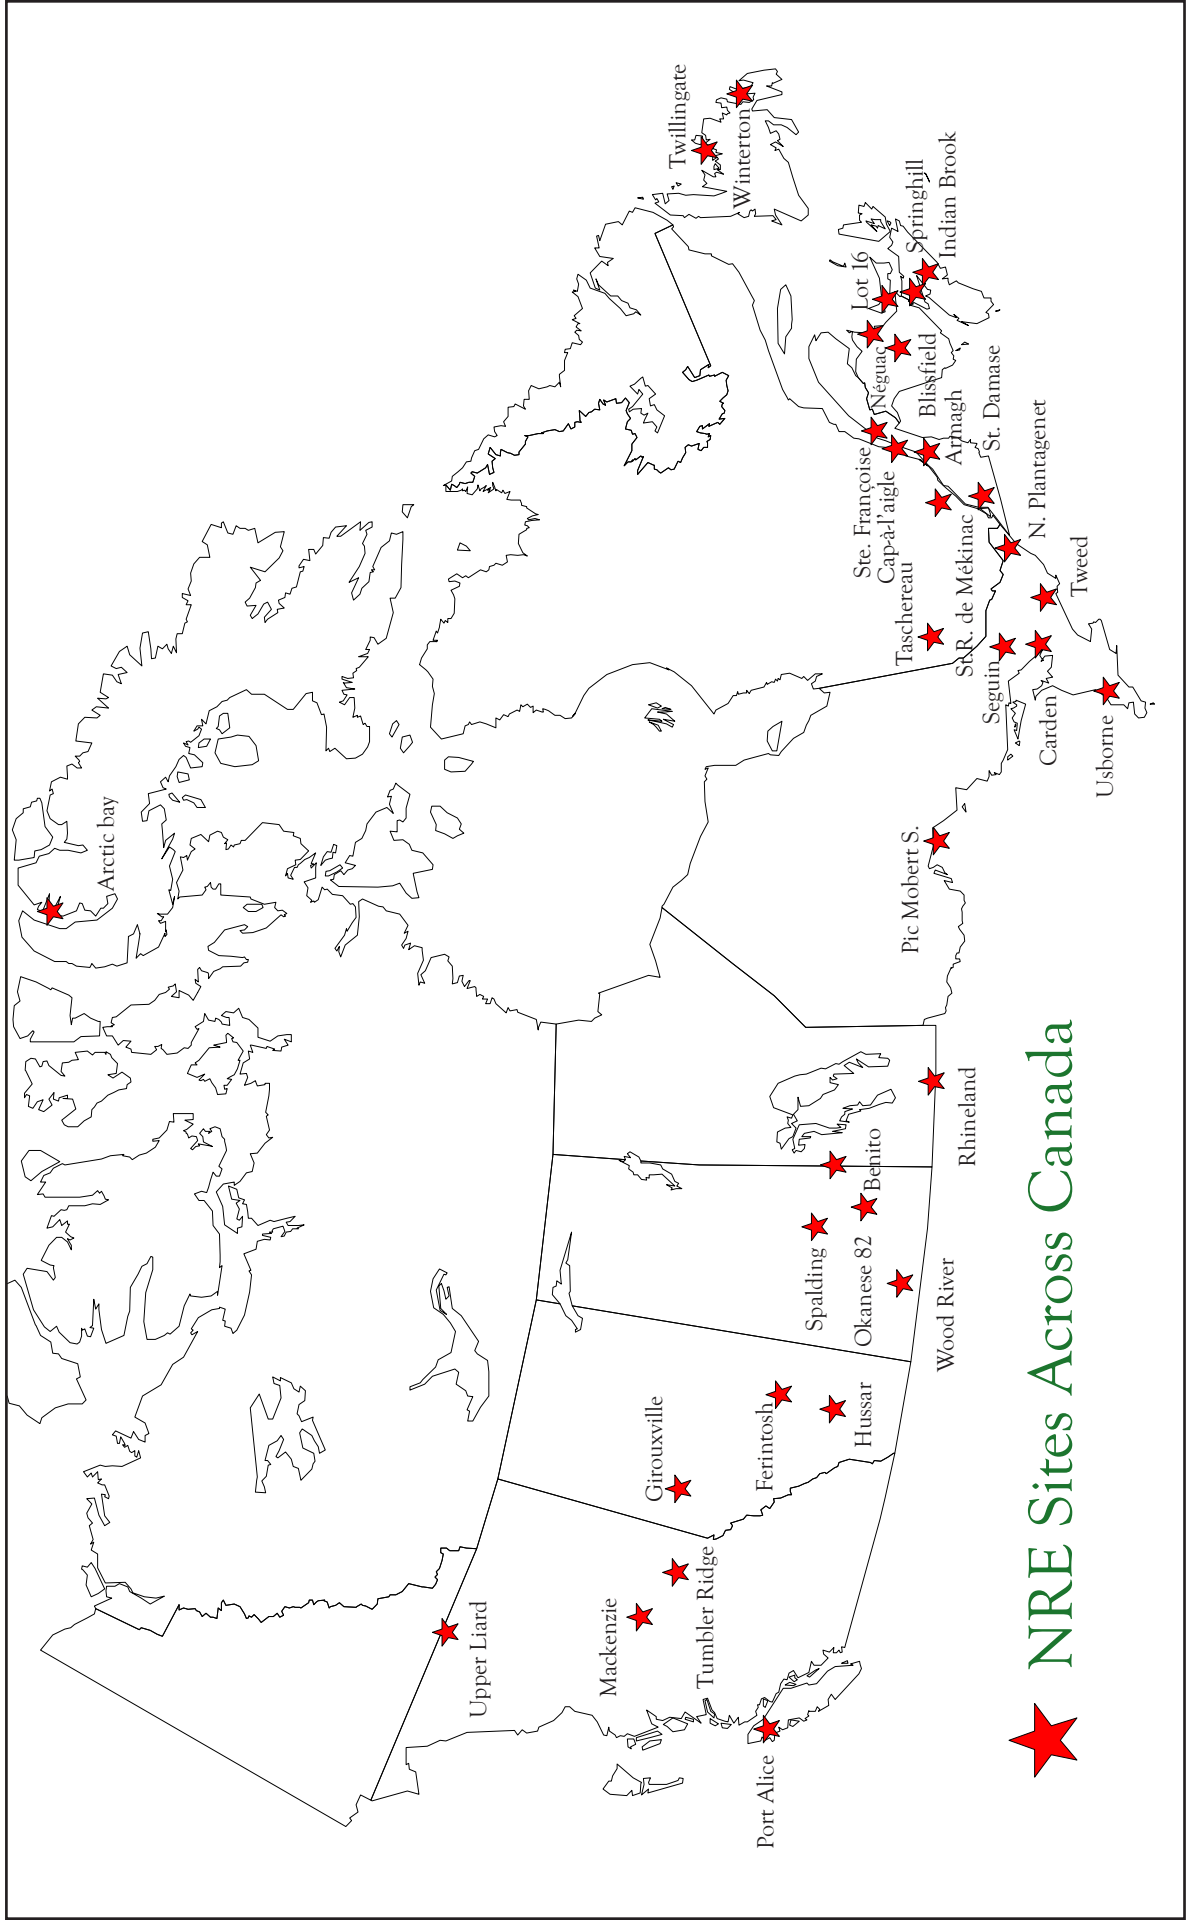 Arctic bay
Twillingate
Winterton
Upper Liard
Mackenzie
Tumbler Ridge
Port Alice
Girouxville
Ferintosh
Hussar
Spalding
Okanese 82
Wood River
Benito
Rhineland
Pic Mobert S.
Taschereau
Ste. Françoise
Cap-à-l'aigle
St.R. de Mékinac
Néguac
Lot 16
Springhill
Indian Brook
Blissfield
Armagh
St. Damase
N. Plantagenet
Tweed
Seguin
Carden
Usborne
NRE Sites Across Canada